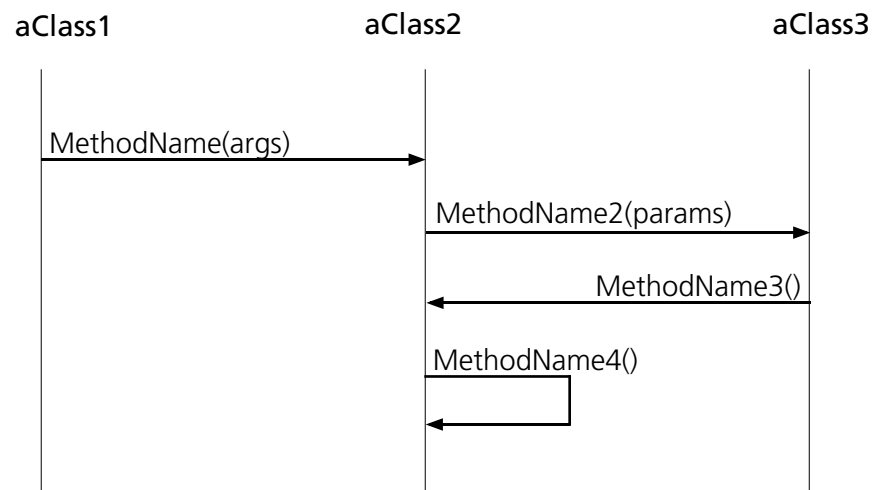 aClass1 aClass2 aClass3
MethodName(args)
MethodName2(params)
MethodName3()
MethodName4()